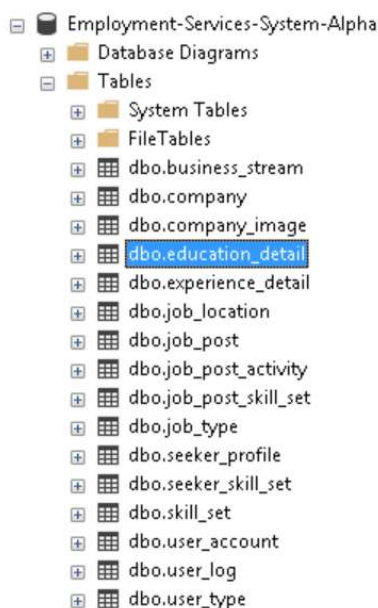 Employment-Services-System-Alpha
Database Diagrams
Tables
System Tables
FileTables
dbo.business_stream
dbo.company
dbo.company_image
dbo.education_detail
dbo.experience_detail
dbo.job_location
dbo.job_post
dbo.job_post_activity
dbo.job_post_skill_set
dbo.job_type
dbo.seeker_profile
dbo.seeker_skill_set
dbo.skill_set
dbo.user_account
dbo.user_log
dbo.user_type